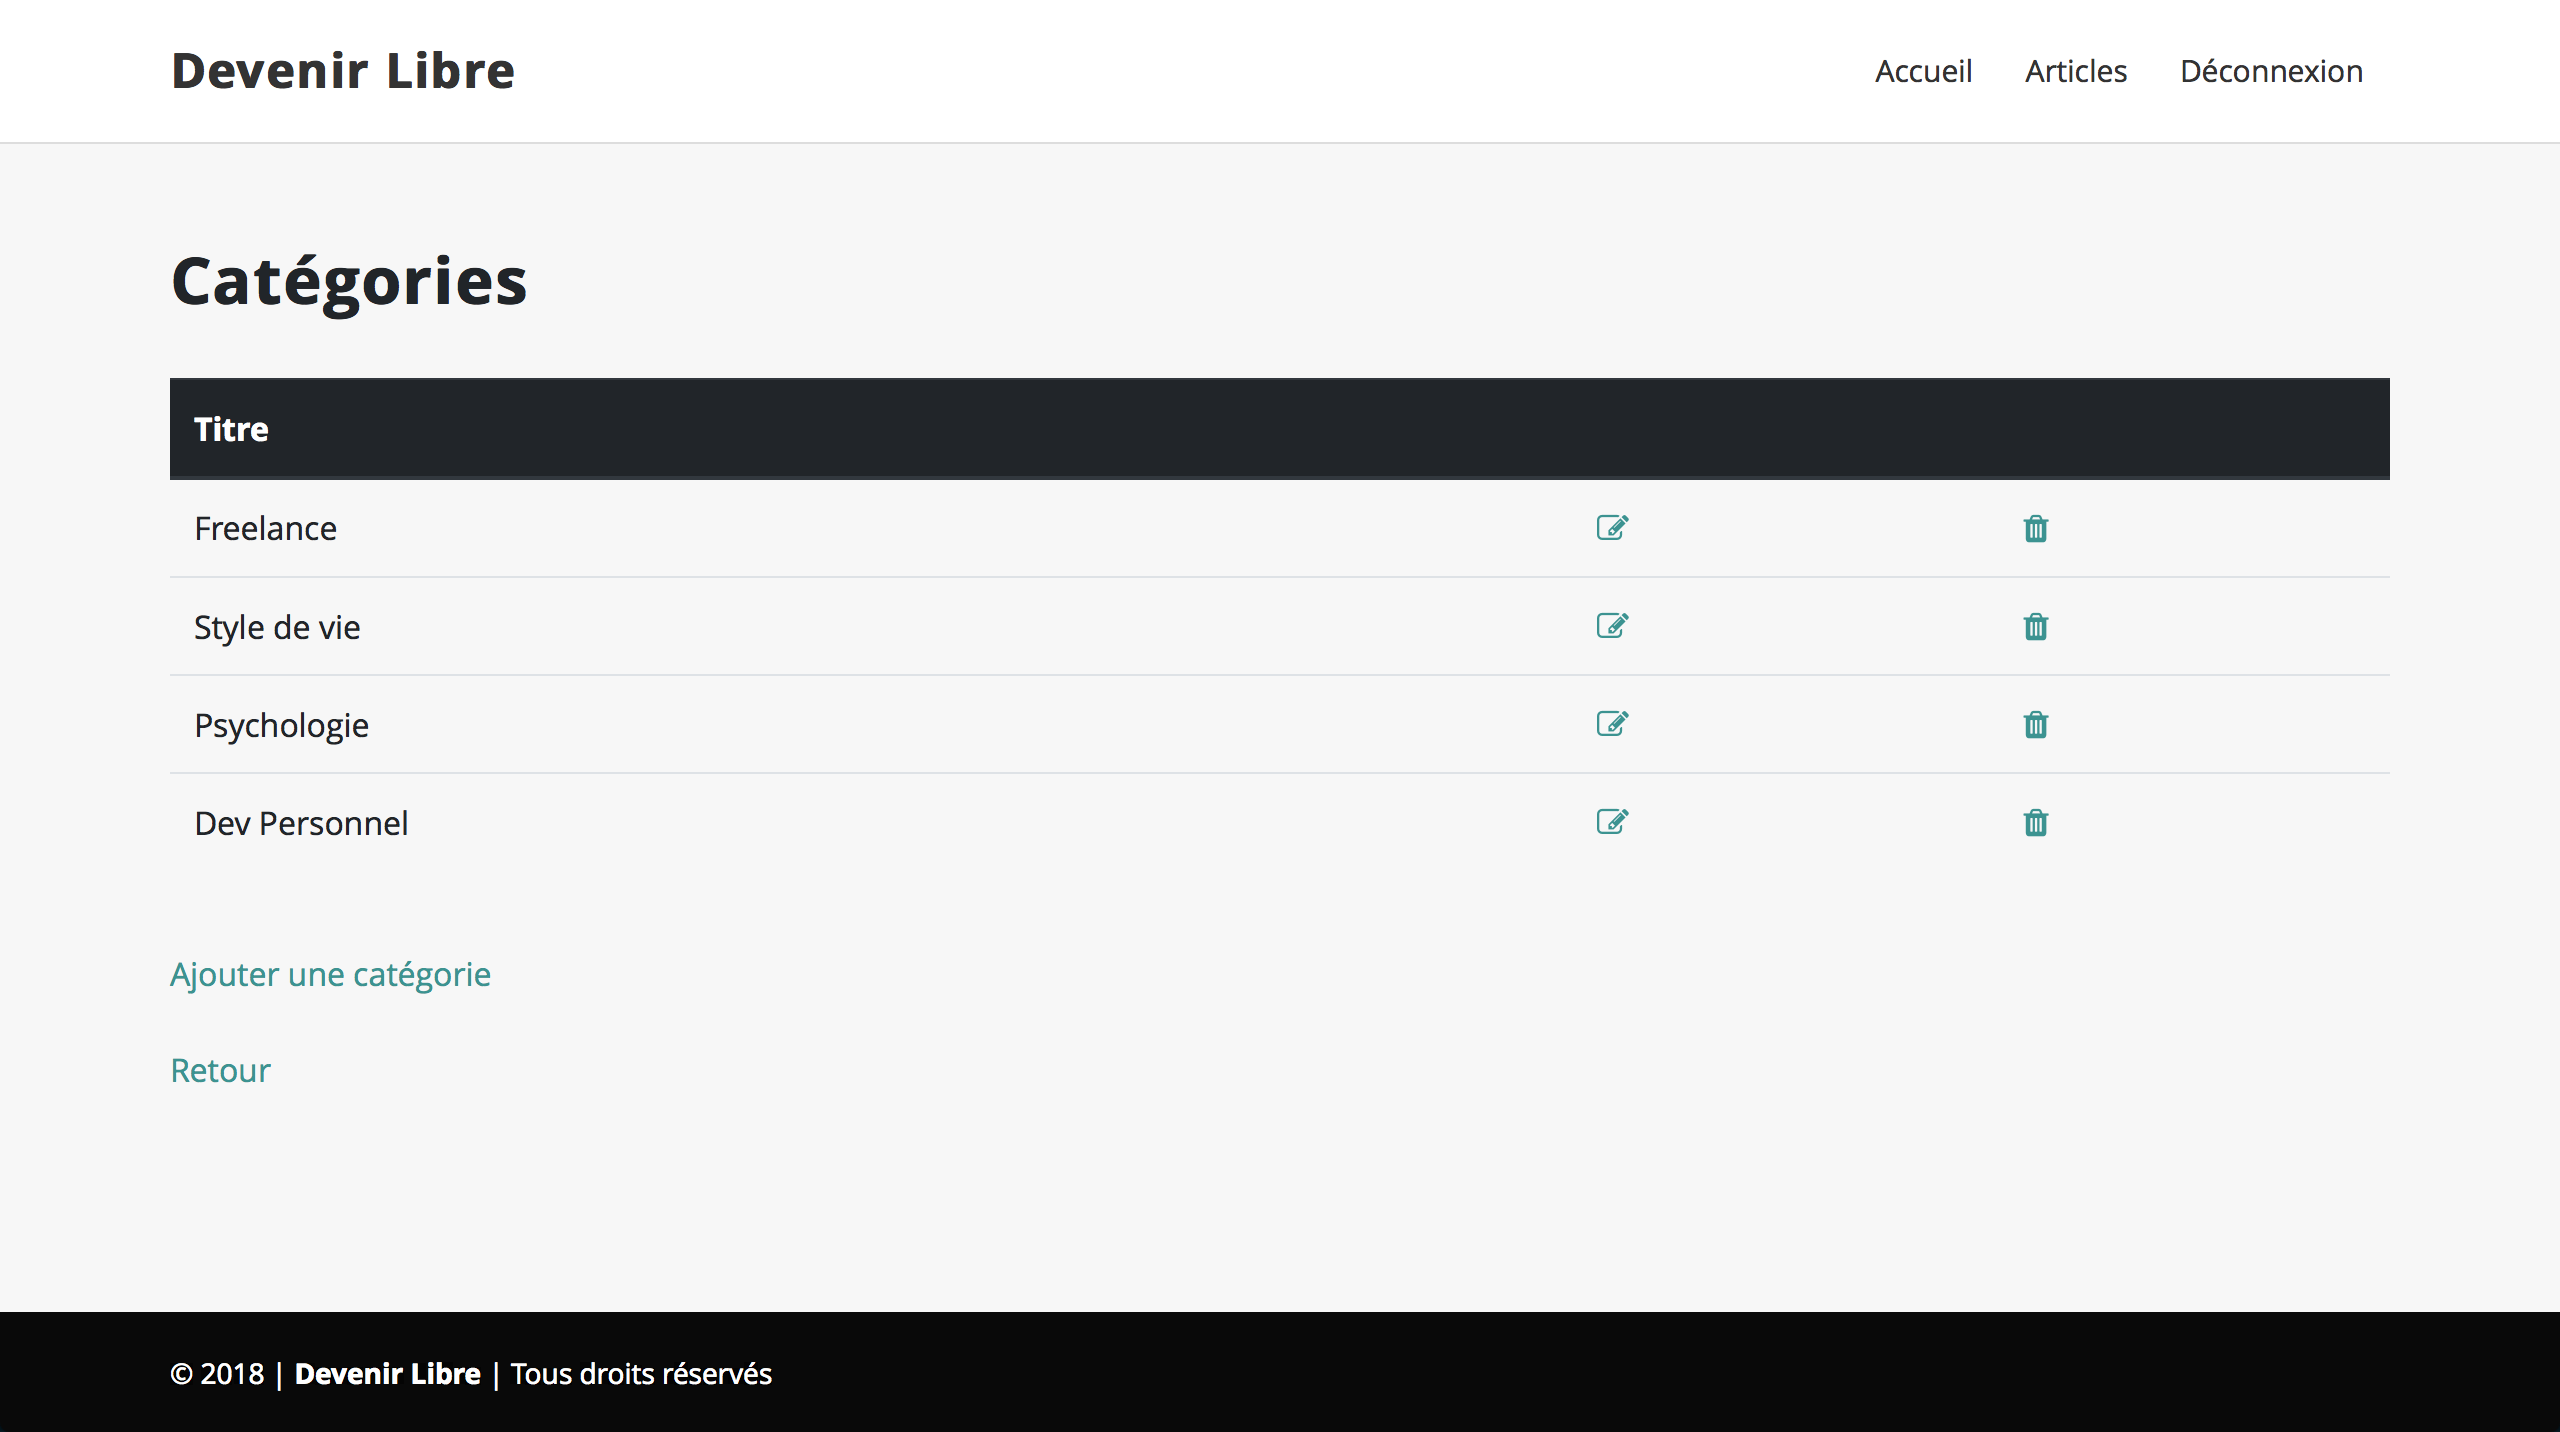 Devenir Libre
Accueil Articles Déconnexion
Catégories
Titre
Freelance
Style de vie
Psychologie
Dev Personnel
Ajouter une catégorie
Retour
© 2018 | Devenir Libre | Tous droits réservés